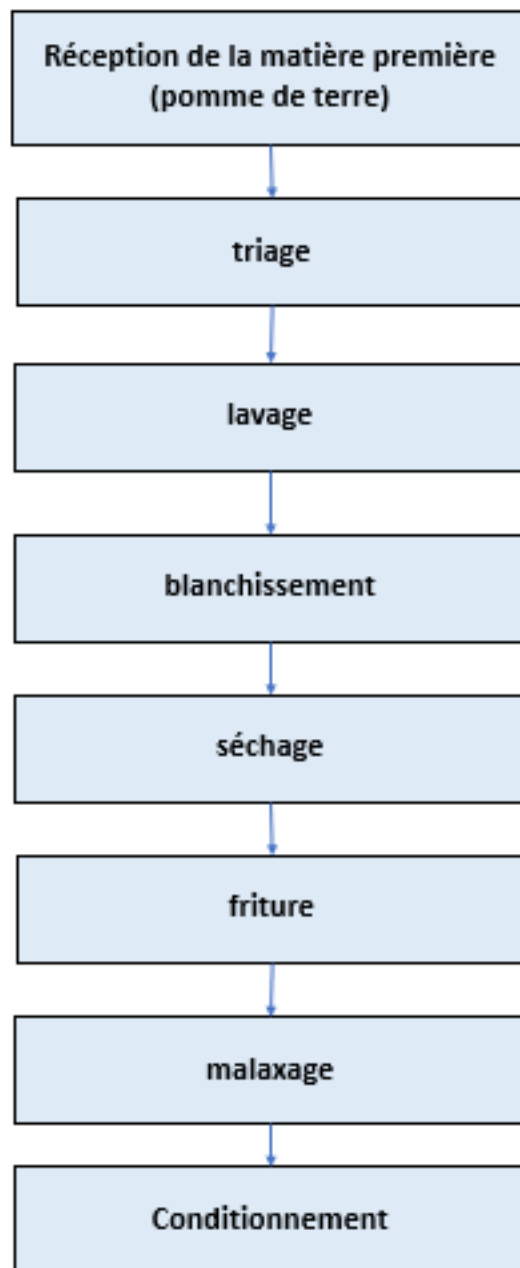 Réception de la matière première
(pomme de terre)
triage
lavage
blanchissement
séchage
friture
malaxage
Conditionnement